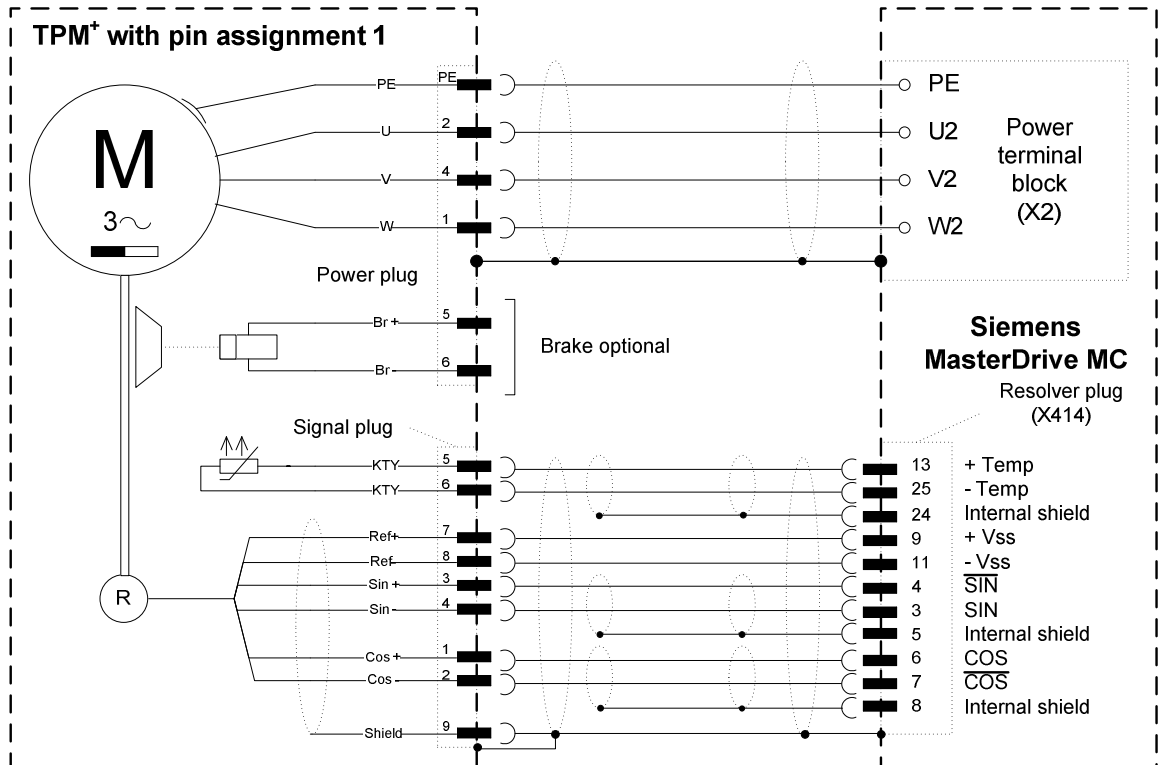 TPM+ with pin assignment 1
M
3~
PE PE PE
U 2 U2
V 4 V2
W 1 W2
Power
terminal
block
(X2)
Power plug
Br+ 5
Br- 6
Brake optional
Siemens
MasterDrive MC
Resolver plug
(X414)
Signal plug
KTY 5 13 + Temp
KTY 6 25 - Temp
24 Internal shield
Ref+ 7 9 + Vss
Ref- 8 11 - Vss
Sin + 3 4 SIN
Sin- 4 3 SIN
5 Internal shield
R
Cos + 1 6 COS
Cos - 2 7 COS
8 Internal shield
Shield 9